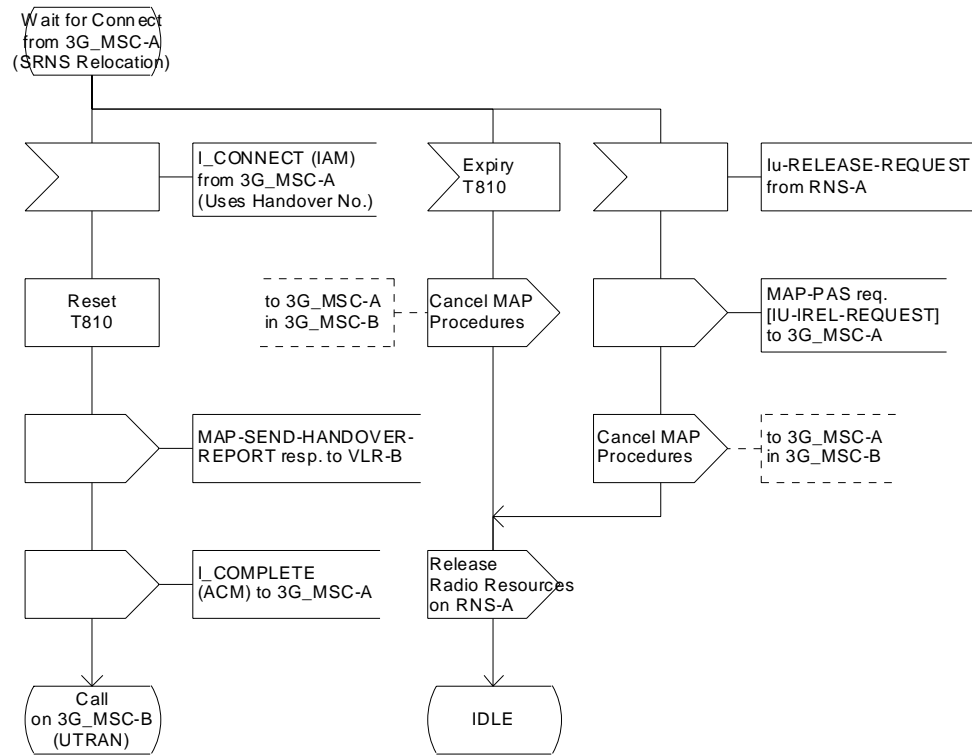 Wait for Connect
from 3G_MSC-A
(SRNS Relocation)
I_CONNECT (IAM)
from 3G_MSC-A
(Uses Handover No.)
Expiry
T810
Iu-RELEASE-REQUEST
from RNS-A
Reset
T810
to 3G_MSC-A
in 3G_MSC-B
Cancel MAP
Procedures
MAP-PAS req.
[IU-IREL-REQUEST]
to 3G_MSC-A
MAP-SEND-HANDOVER-
REPORT resp. to VLR-B
Cancel MAP
Procedures
to 3G_MSC-A
in 3G_MSC-B
I_COMPLETE
(ACM) to 3G_MSC-A
Release
Radio Resources
on RNS-A
Call
on 3G_MSC-B
(UTRAN)
IDLE